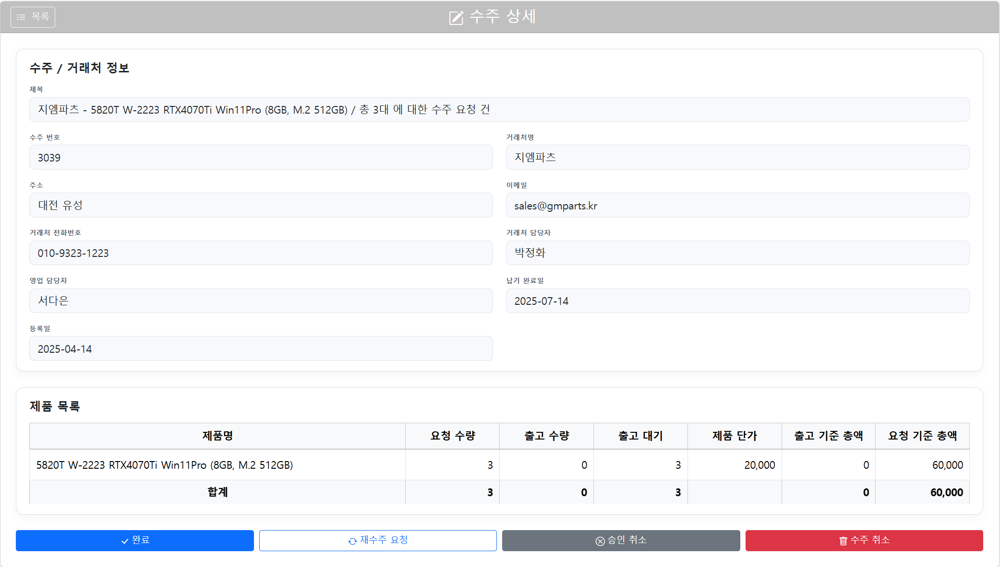 목록
수주 상세
수주 / 거래처 정보
제목
지엠파츠 - 5820T W-2223 RTX4070Ti Win11Pro (8GB, M.2 512GB) / 총 3대 에 대한 수주 요청 건
수주 번호 거래처명
3039 지엠파츠
주소 이메일
대전 유성 sales@gmparts.kr
거래처 전화번호 거래처 담당자
010-9323-1223 박정화
영업 담당자 납기 완료일
서다은 2025-07-14
등록일
2025-04-14
제품 목록
제품명 요청 수량 출고 수량 출고 대기 제품 단가 출고 기준 총액 요청 기준 총액
5820T W-2223 RTX4070Ti Win11Pro (8GB, M.2 512GB) 3 0 3 20,000 0 60,000
합계 3 0 3 0 60,000
완료 재수주 요청 승인 취소 수주 취소